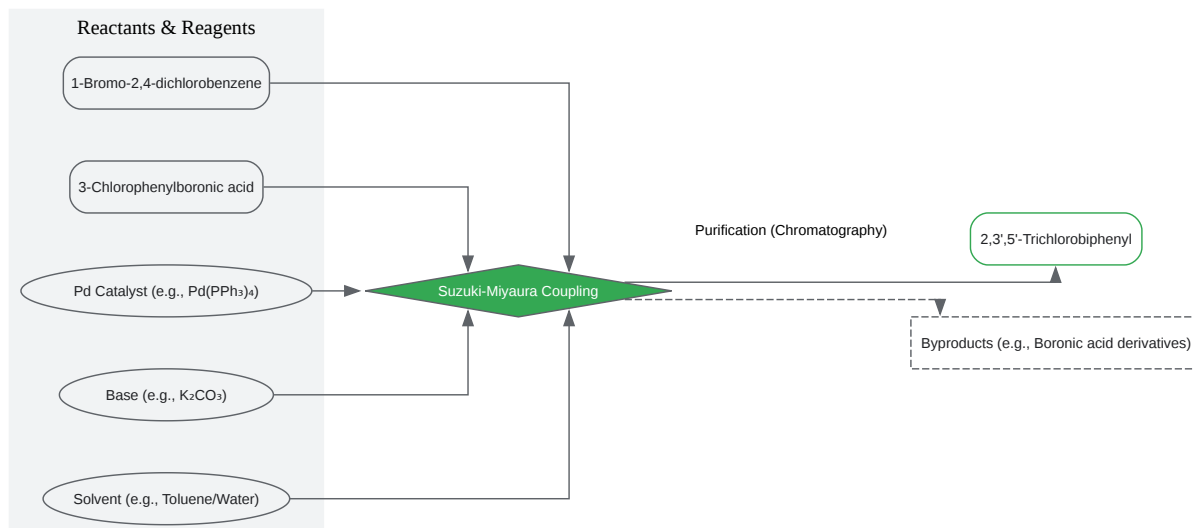 Reactants & Reagents
1-Bromo-2,4-dichlorobenzene
3-Chlorophenylboronic acid
Pd Catalyst (e.g., Pd(PPh₃)₄)
Base (e.g., K₂CO₃)
Solvent (e.g., Toluene/Water)
Suzuki-Miyaura Coupling
Purification (Chromatography)
2,3',5'-Trichlorobiphenyl
Byproducts (e.g., Boronic acid derivatives)